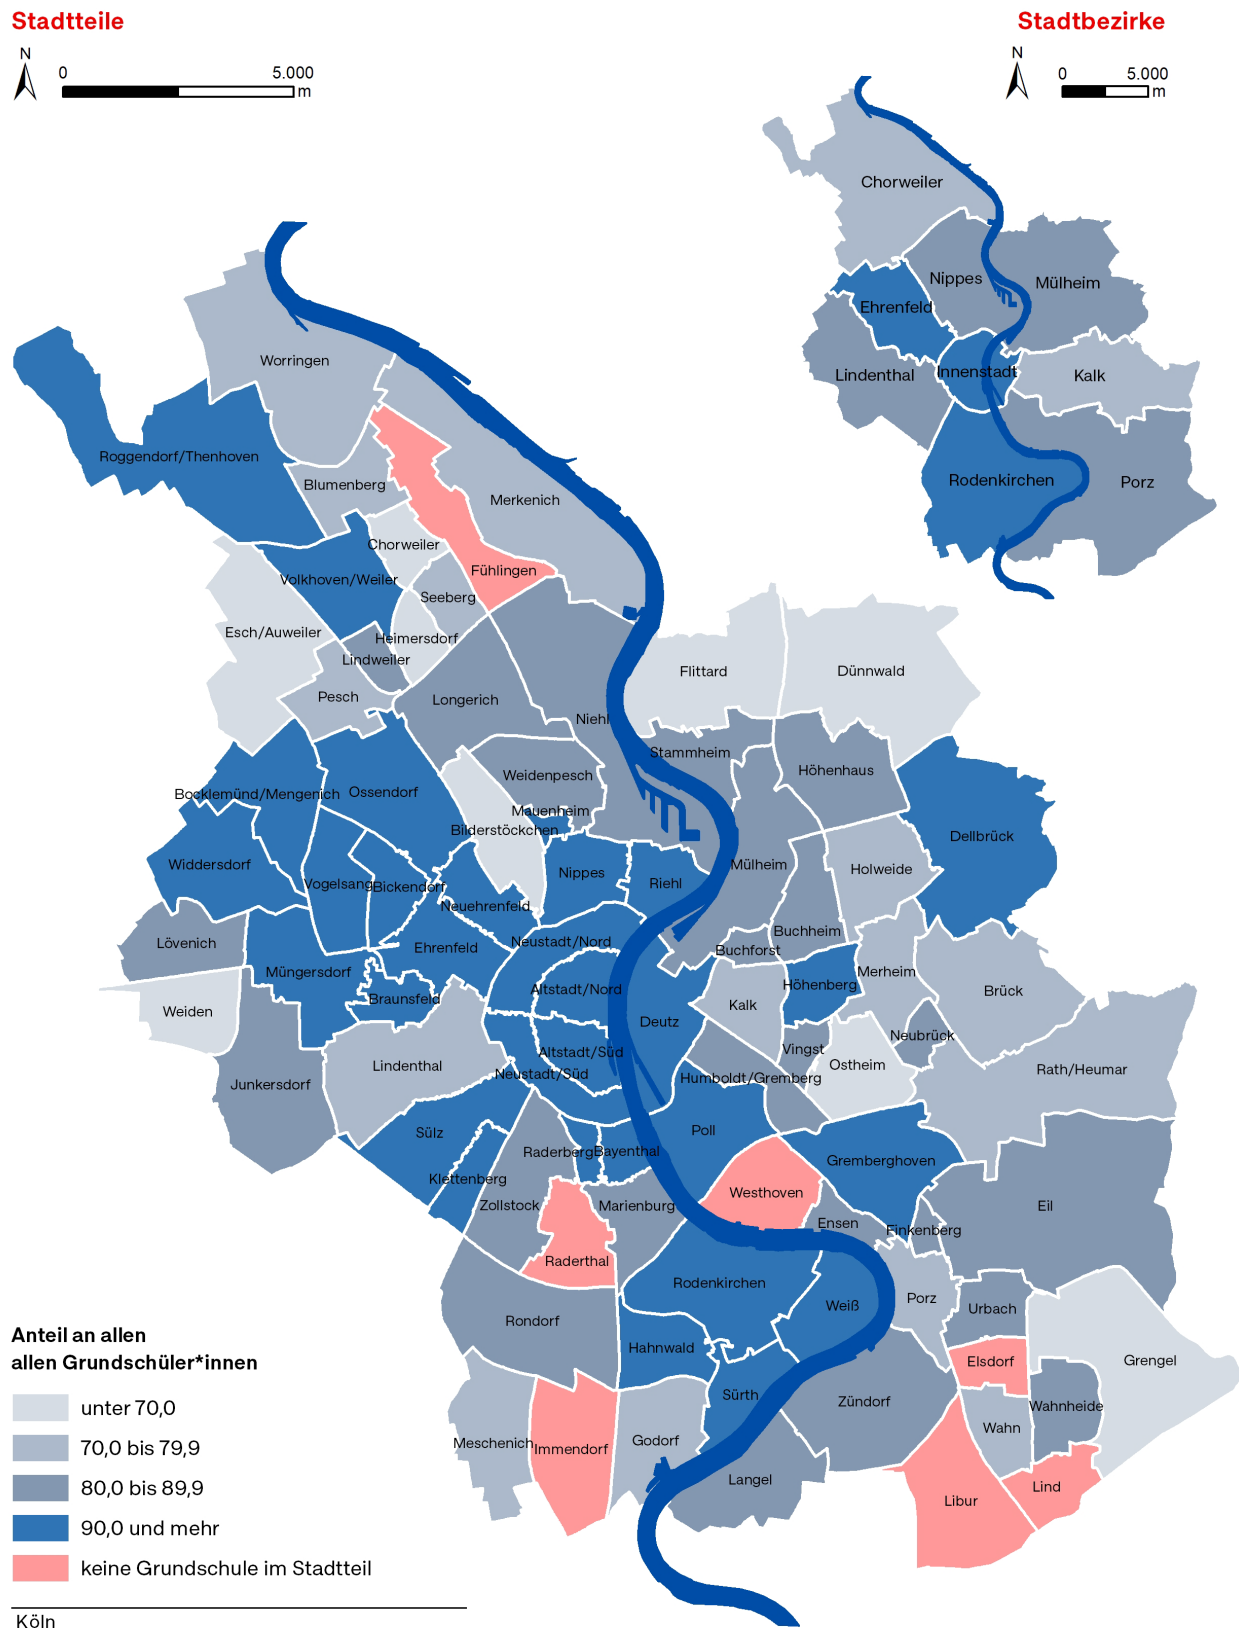 Stadtteile
Stadtbezirke
N
0
5.000
m
N
0
5.000
m
Chorweiler
Nippes
Mülheim
Ehrenfeld
Lindenthal
Innenstadt
Kalk
Rodenkirchen
Porz
Worringen
Roggendorf/Thenhoven
Blumenberg
Merkenich
Chorweiler
Fühlingen
Volkhoven/Weiler
Seeberg
Esch/Auweiler
Heimersdorf
Lindweiler
Pesch
Longerich
Niehl
Flittard
Dünnwald
Stammheim
Höhenhaus
Weidenpesch
Bocklemünd/Mengenich
Ossendorf
Mauenheim
Bilderstöckchen
Dellbrück
Widdersdorf
Vogelsang
Bickendorf
Nippes
Riehl
Mülheim
Holweide
Neuehrenfeld
Lövenich
Ehrenfeld
Neustadt/Nord
Buchheim
Buchforst
Müngersdorf
Braunsfeld
Altstadt/Nord
Höhenberg
Merheim
Brück
Weiden
Deutz
Kalk
Neubrück
Vingst
Ostheim
Rath/Heumar
Junkersdorf
Lindenthal
Altstadt/Süd
Neustadt/Süd
Humboldt/Gremberg
Sülz
Poll
Raderberg
Bayenthal
Gremberghoven
Klettenberg
Zollstock
Marienburg
Westhoven
Ensen
Finkenberg
Eil
Raderthal
Rodenkirchen
Weiß
Porz
Urbach
Rondorf
Hahnwald
Elsdorf
Grengel
Sürth
Zündorf
Wahnheide
Wahn
Meschenich
Immendorf
Godorf
Langel
Libur
Lind
Anteil an allen
allen Grundschüler*innen
unter 70,0
70,0 bis 79,9
80,0 bis 89,9
90,0 und mehr
keine Grundschule im Stadtteil
Köln